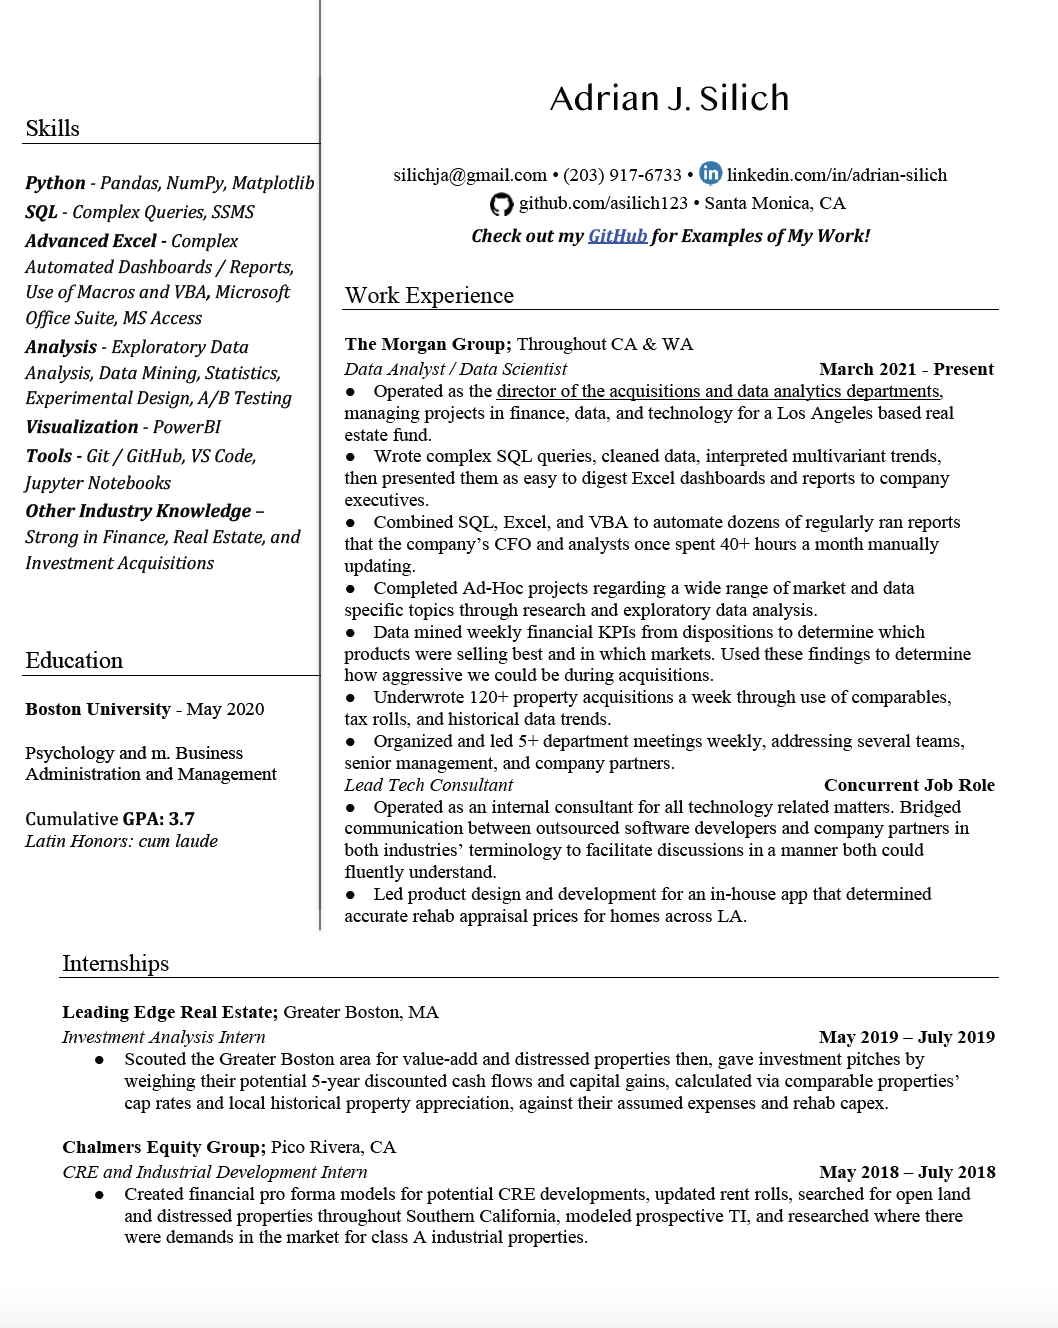 Adrian J. Silich
silichja@gmail.com • (203) 917-6733 • linkedin.com/in/adrian-silich
github.com/asilich123 • Santa Monica, CA
Check out my GitHub for Examples of My Work!
Skills
Python - Pandas, NumPy, Matplotlib
SQL - Complex Queries, SSMS
Advanced Excel - Complex
Automated Dashboards / Reports,
Use of Macros and VBA, Microsoft
Office Suite, MS Access
Analysis - Exploratory Data
Analysis, Data Mining, Statistics,
Experimental Design, A/B Testing
Visualization - PowerBI
Tools - Git / GitHub, VS Code,
Jupyter Notebooks
Other Industry Knowledge –
Strong in Finance, Real Estate, and
Investment Acquisitions
Education
Boston University - May 2020
Psychology and m. Business
Administration and Management
Cumulative GPA: 3.7
Latin Honors: cum laude
Work Experience
The Morgan Group; Throughout CA & WA
Data Analyst / Data Scientist March 2021 - Present
● Operated as the director of the acquisitions and data analytics departments,
managing projects in finance, data, and technology for a Los Angeles based real
estate fund.
● Wrote complex SQL queries, cleaned data, interpreted multivariant trends,
then presented them as easy to digest Excel dashboards and reports to company
executives.
● Combined SQL, Excel, and VBA to automate dozens of regularly ran reports
that the company’s CFO and analysts once spent 40+ hours a month manually
updating.
● Completed Ad-Hoc projects regarding a wide range of market and data
specific topics through research and exploratory data analysis.
● Data mined weekly financial KPIs from dispositions to determine which
products were selling best and in which markets. Used these findings to determine
how aggressive we could be during acquisitions.
● Underwrote 120+ property acquisitions a week through use of comparables,
tax rolls, and historical data trends.
● Organized and led 5+ department meetings weekly, addressing several teams,
senior management, and company partners.
Lead Tech Consultant Concurrent Job Role
● Operated as an internal consultant for all technology related matters. Bridged
communication between outsourced software developers and company partners in
both industries’ terminology to facilitate discussions in a manner both could
fluently understand.
● Led product design and development for an in-house app that determined
accurate rehab appraisal prices for homes across LA.
Internships
Leading Edge Real Estate; Greater Boston, MA
Investment Analysis Intern May 2019 – July 2019
● Scouted the Greater Boston area for value-add and distressed properties then, gave investment pitches by
weighing their potential 5-year discounted cash flows and capital gains, calculated via comparable properties’
cap rates and local historical property appreciation, against their assumed expenses and rehab capex.
Chalmers Equity Group; Pico Rivera, CA
CRE and Industrial Development Intern May 2018 – July 2018
● Created financial pro forma models for potential CRE developments, updated rent rolls, searched for open land
and distressed properties throughout Southern California, modeled prospective TI, and researched where there
were demands in the market for class A industrial properties.